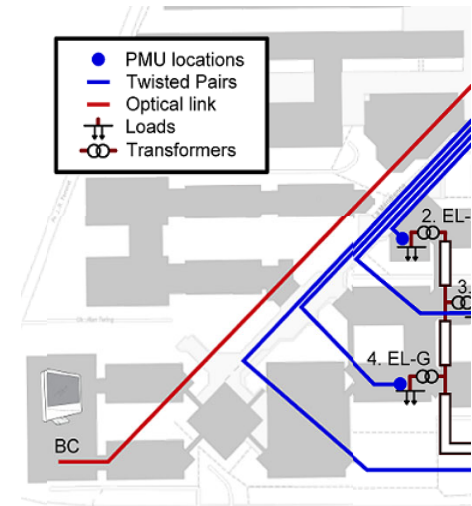 PMU locations
Twisted Pairs
Optical link
Loads
Transformers
2. EL-
3.
4. EL-G
BC